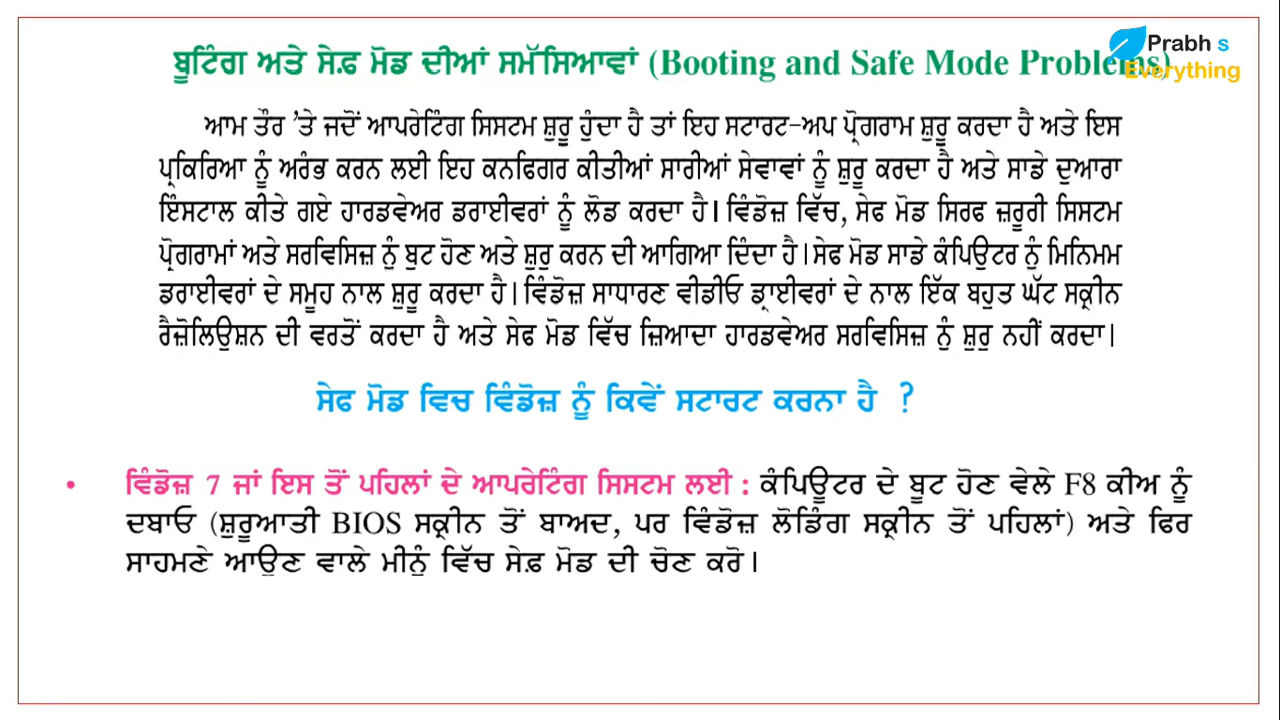 ਬੂਟਿੰਗ ਅਤੇ ਸੇਫ਼ ਮੋਡ ਦੀਆਂ ਸਮੱਸਿਆਵਾਂ (Booting and Safe Mode Problems)
Prabh s
Everything
ਆਮ ਤੌਰ ’ਤੇ ਜਦੋਂ ਆਪਰੇਟਿੰਗ ਸਿਸਟਮ ਸ਼ੁਰੂ ਹੁੰਦਾ ਹੈ ਤਾਂ ਇਹ ਸਟਾਰਟ-ਅਪ ਪ੍ਰੋਗਰਾਮ ਸ਼ੁਰੂ ਕਰਦਾ ਹੈ ਅਤੇ ਇਸ
ਪ੍ਰਕਿਰਿਆ ਨੂੰ ਅਰੰਭ ਕਰਨ ਲਈ ਇਹ ਕਨਫਿਗਰ ਕੀਤੀਆਂ ਸਾਰੀਆਂ ਸੇਵਾਵਾਂ ਨੂੰ ਸ਼ੁਰੂ ਕਰਦਾ ਹੈ ਅਤੇ ਸਾਡੇ ਦੁਆਰਾ
ਇੰਸਟਾਲ ਕੀਤੇ ਗਏ ਹਾਰਡਵੇਅਰ ਡਰਾਈਵਰਾਂ ਨੂੰ ਲੋਡ ਕਰਦਾ ਹੈ। ਵਿੰਡੋਜ਼ ਵਿੱਚ, ਸੇਫ ਮੋਡ ਸਿਰਫ ਜ਼ਰੂਰੀ ਸਿਸਟਮ
ਪ੍ਰੋਗਰਾਮਾਂ ਅਤੇ ਸਰਵਿਸਿਜ਼ ਨੂੰ ਬੂਟ ਹੋਣ ਅਤੇ ਸ਼ੁਰੂ ਕਰਨ ਦੀ ਆਗਿਆ ਦਿੰਦਾ ਹੈ। ਸੇਫ ਮੋਡ ਸਾਡੇ ਕੰਪਿਊਟਰ ਨੂੰ ਮਿਨਿਮਮ
ਡਰਾਈਵਰਾਂ ਦੇ ਸਮੂਹ ਨਾਲ ਸ਼ੁਰੂ ਕਰਦਾ ਹੈ। ਵਿੰਡੋਜ਼ ਸਾਧਾਰਣ ਵੀਡੀਓ ਡ੍ਰਾਈਵਰਾਂ ਦੇ ਨਾਲ ਇੱਕ ਬਹੁਤ ਘੱਟ ਸਕ੍ਰੀਨ
ਰੈਜ਼ੋਲਿਉਸ਼ਨ ਦੀ ਵਰਤੋਂ ਕਰਦਾ ਹੈ ਅਤੇ ਸੇਫ ਮੋਡ ਵਿੱਚ ਜ਼ਿਆਦਾ ਹਾਰਡਵੇਅਰ ਸਰਵਿਸਿਜ਼ ਨੂੰ ਸ਼ੁਰੂ ਨਹੀਂ ਕਰਦਾ।
ਸੇਫ ਮੋਡ ਵਿਚ ਵਿੰਡੋਜ਼ ਨੂੰ ਕਿਵੇਂ ਸਟਾਰਟ ਕਰਨਾ ਹੈ ?
• ਵਿੰਡੋਜ਼ 7 ਜਾਂ ਇਸ ਤੋਂ ਪਹਿਲਾਂ ਦੇ ਆਪਰੇਟਿੰਗ ਸਿਸਟਮ ਲਈ : ਕੰਪਿਊਟਰ ਦੇ ਬੂਟ ਹੋਣ ਵੇਲੇ F8 ਕੀਅ ਨੂੰ
ਦਬਾਓ (ਸ਼ੁਰੂਆਤੀ BIOS ਸਕ੍ਰੀਨ ਤੋਂ ਬਾਅਦ, ਪਰ ਵਿੰਡੋਜ਼ ਲੋਡਿੰਗ ਸਕ੍ਰੀਨ ਤੋਂ ਪਹਿਲਾਂ) ਅਤੇ ਫਿਰ
ਸਾਹਮਣੇ ਆਉਣ ਵਾਲੇ ਮੀਨੂੰ ਵਿੱਚ ਸੇਫ਼ ਮੋਡ ਦੀ ਚੋਣ ਕਰੋ।